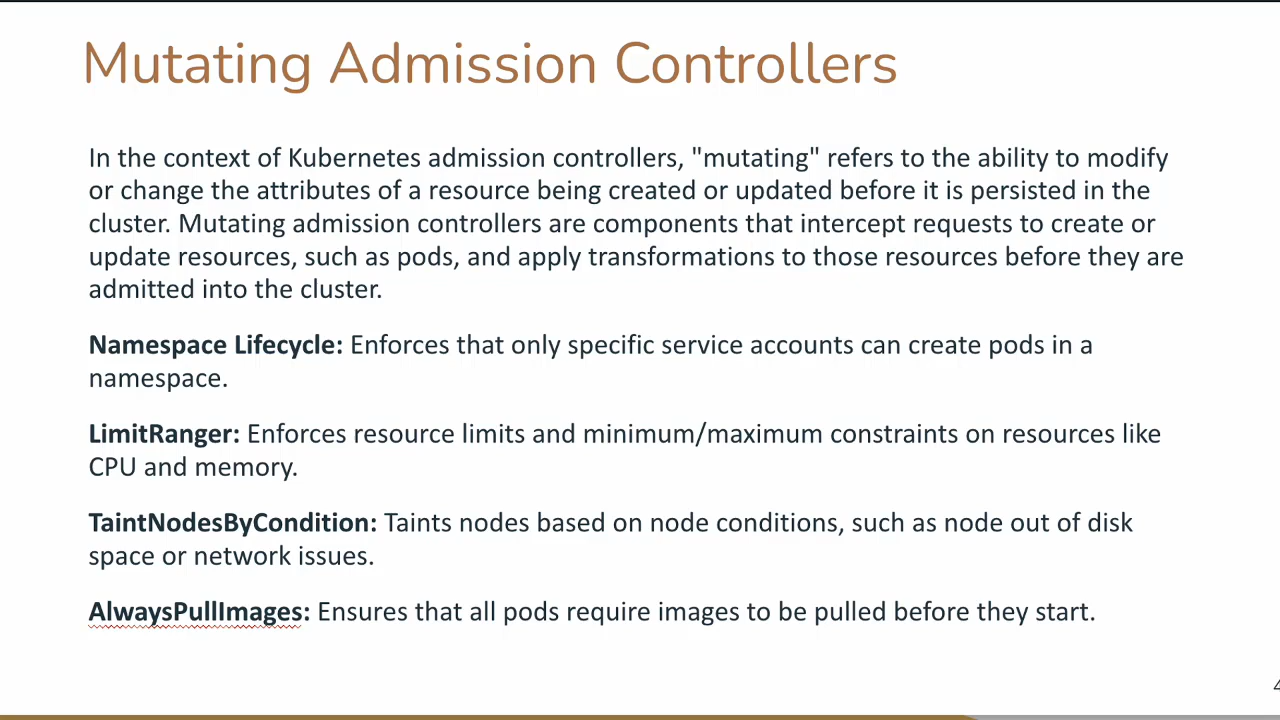 Mutating Admission Controllers
In the context of Kubernetes admission controllers, "mutating" refers to the ability to modify
or change the attributes of a resource being created or updated before it is persisted in the
cluster. Mutating admission controllers are components that intercept requests to create or
update resources, such as pods, and apply transformations to those resources before they are
admitted into the cluster.
Namespace Lifecycle: Enforces that only specific service accounts can create pods in a
namespace.
LimitRanger: Enforces resource limits and minimum/maximum constraints on resources like
CPU and memory.
TaintNodesByCondition: Taints nodes based on node conditions, such as node out of disk
space or network issues.
AlwaysPullImages: Ensures that all pods require images to be pulled before they start.